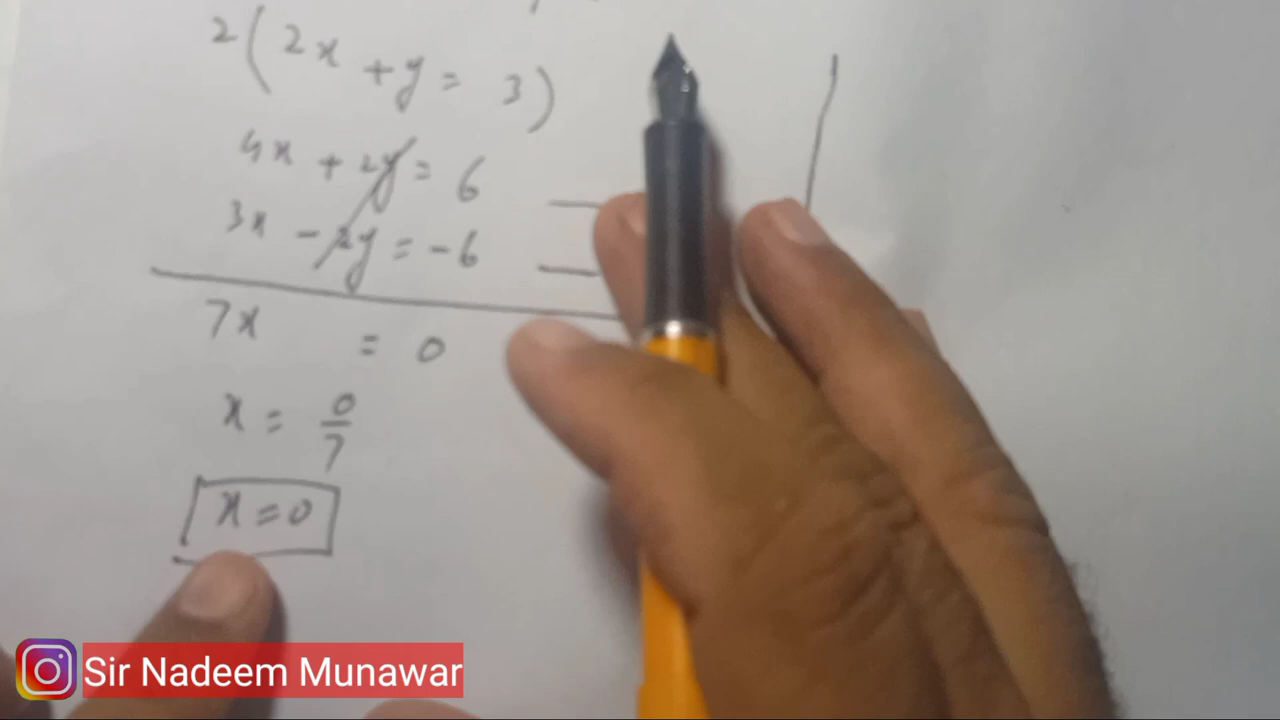 2(2x + y = 3)
4x + 2y = 6
3x - 2y = -6
7x = 0
x = 0/7
x = 0
Sir Nadeem Munawar